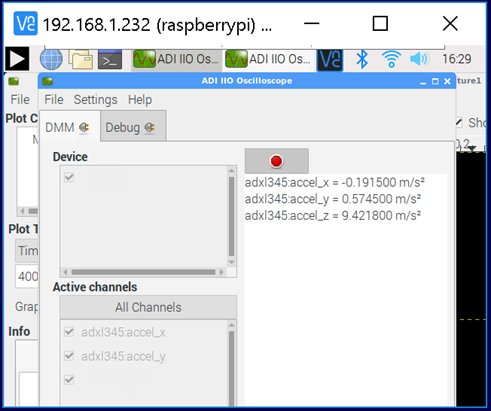 192.168.1.232 (raspberrypi) ...
ADI IIO Os... ADI IIO Os... 16:29
ADI IIO Oscilloscope
ture1
File
File Settings Help
Plot C
DMM Debug
Sho
Device
adxl345:accel_x = -0.191500 m/s²
adxl345:accel_y = 0.574500 m/s²
adxl345:accel_z = 9.421800 m/s²
Plot T
Tim
400
Grap
Active channels
All Channels
Info
adxl345:accel_x
adxl345:accel_y